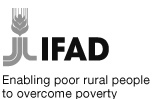 IFAD
Enabling poor rural people
to overcome poverty